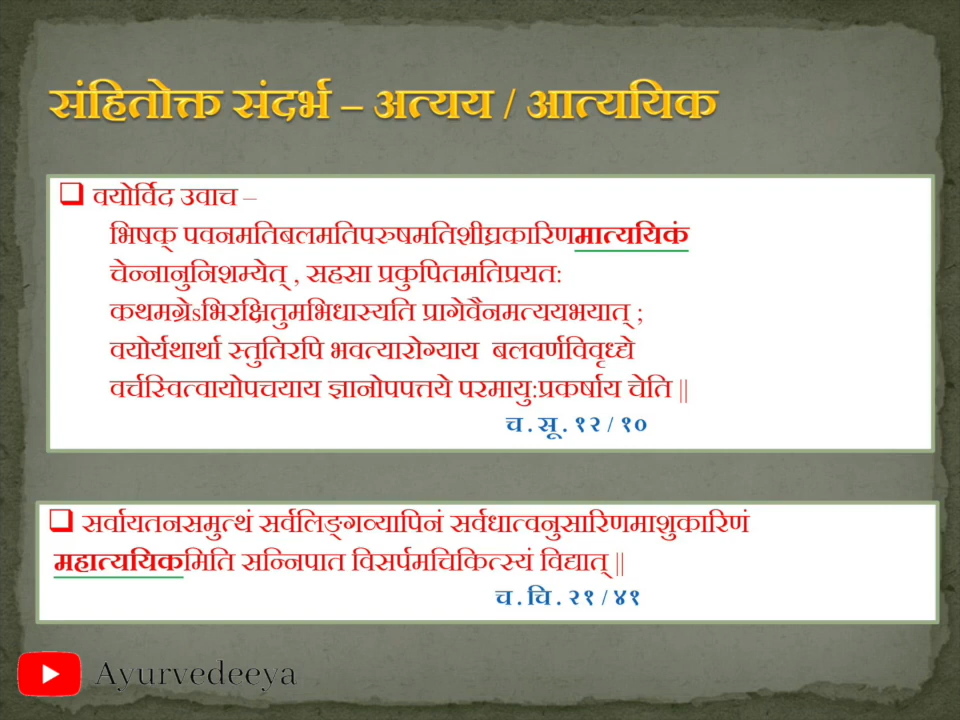 संहितोक्त संदर्भ – अत्यय / आत्ययिक
वयोर्विद उवाच –
भिषक् पवनमतिबलमतिपरुषमतिशीघ्रकारिणमात्ययिकं
चेन्नानुनिशम्येत् , सहसा प्रकुपितमतिप्रयत:
कथमग्रेऽभिरक्षितुमभिधास्यति प्रागेवैनमत्ययभयात् ;
वयोर्यथार्था स्तुतिरपि भवत्यारोग्याय बलवर्णविवृध्द्ये
वर्चस्वित्वायोपचयाय ज्ञानोपपत्तये परमायु:प्रकर्षाय चेति ||
च . सू . १२ / १०
सर्वायतनसमुत्थं सर्वलिङ्गव्यापिनं सर्वधात्वनुसारिणमाशुकारिणं
महात्ययिकमिति सन्निपात विसर्पमचिकित्स्यं विद्यात् ||
च . चि . २१ / ४१
Ayurvedeeya